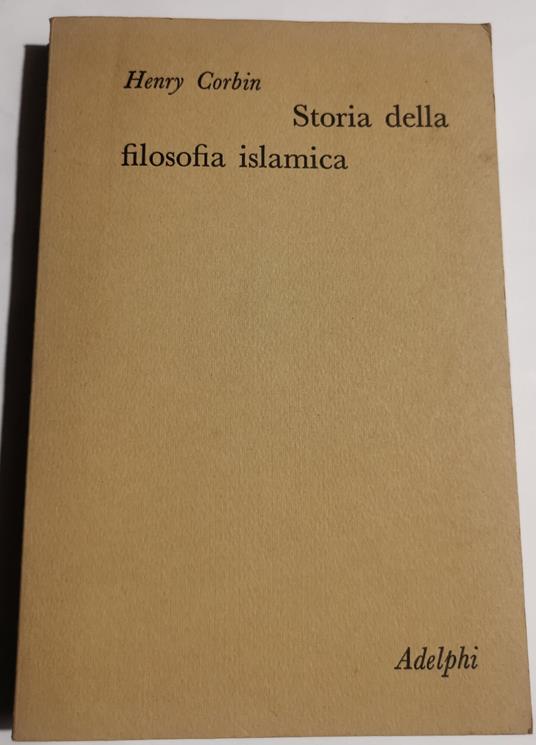 Henry Corbin
Storia della
filosofia islamica
Adelphi